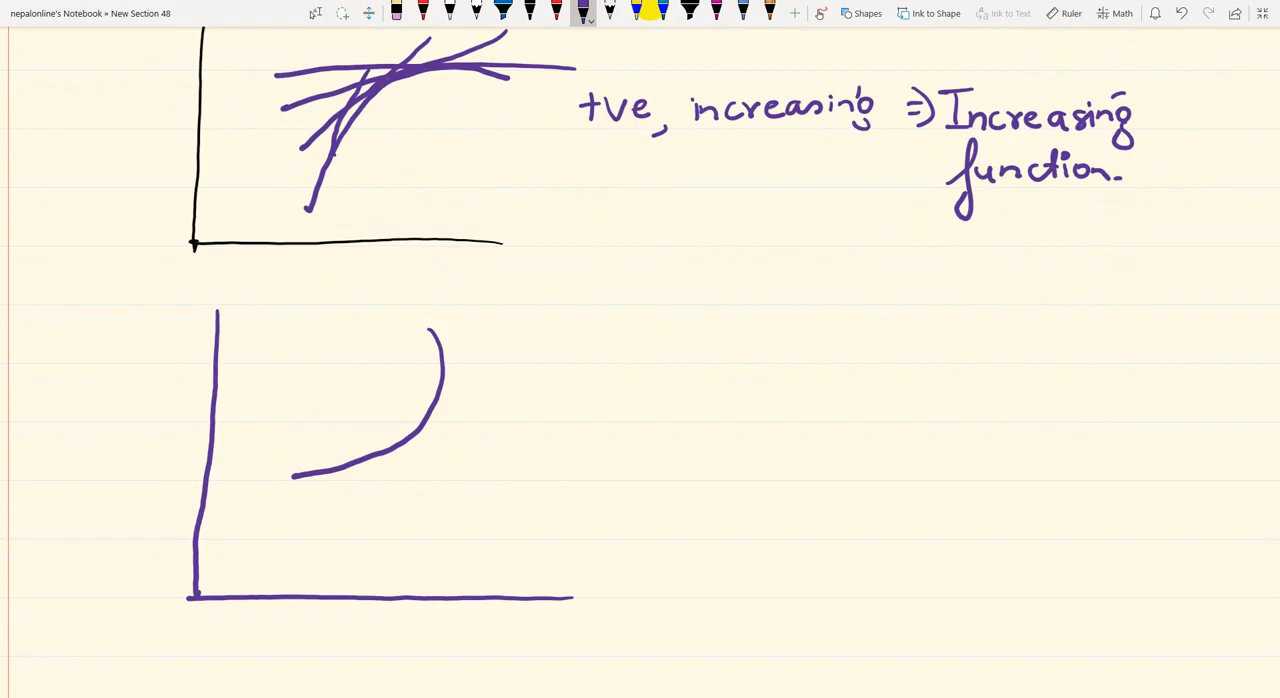 nepalonline's Notebook » New Section 48
Shapes Ink to Shape Ink to Text Ruler Math
+ve, increasing ⇒ Increasing
function.